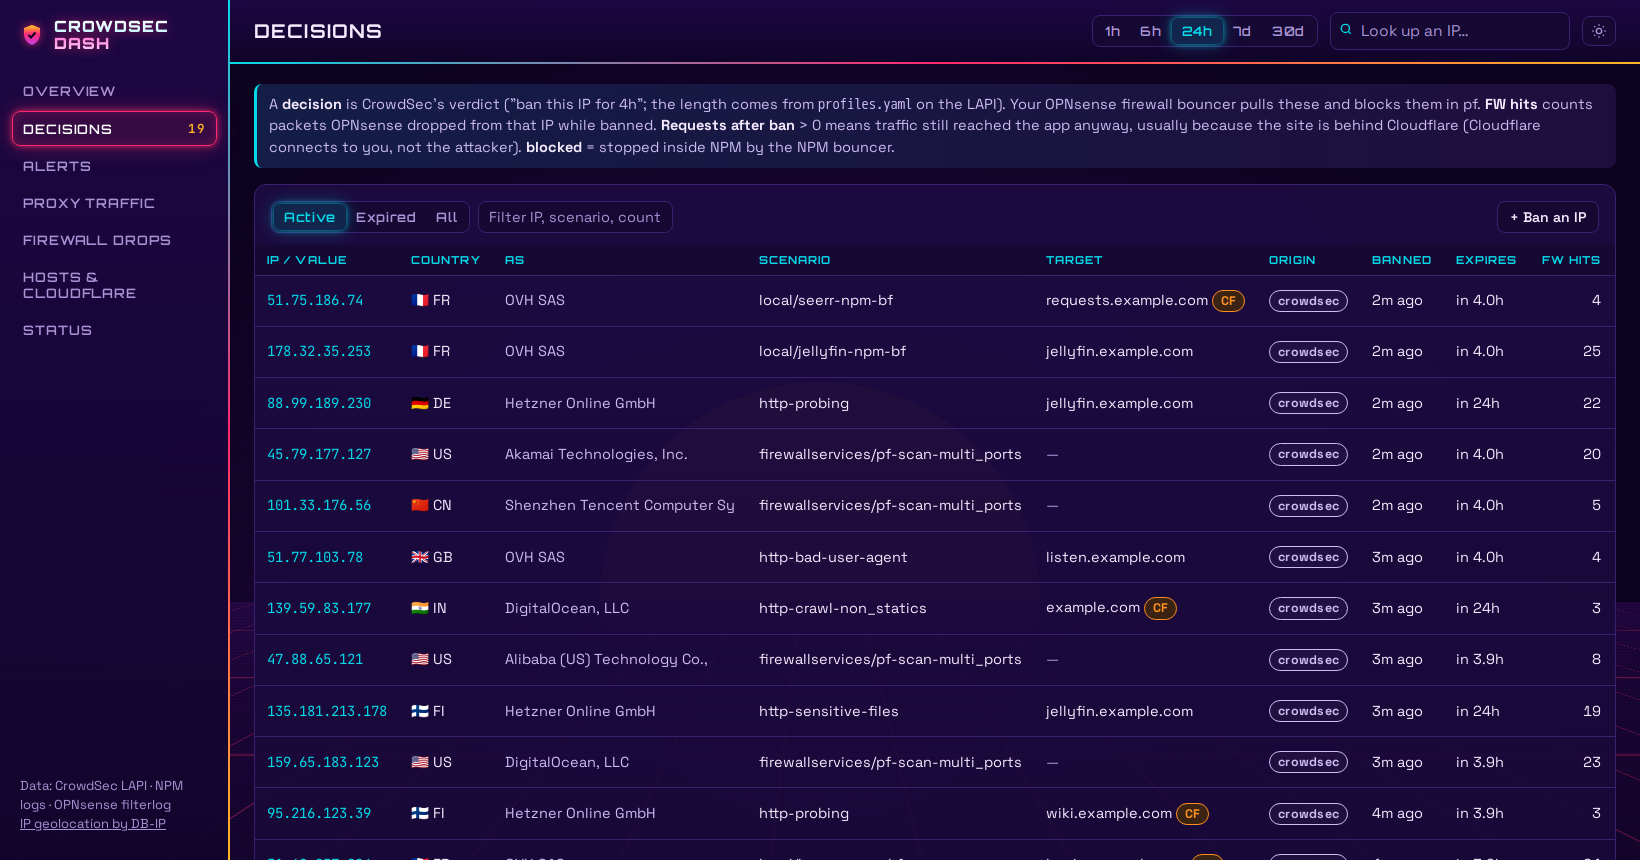 CROWDSEC
DASH
OVERVIEW
DECISIONS 19
ALERTS
PROXY TRAFFIC
FIREWALL DROPS
HOSTS &
CLOUDFLARE
STATUS
Data: CrowdSec LAPI · NPM
logs · OPNsense filterlog
IP geolocation by DB-IP
DECISIONS
1h 6h 24h 7d 30d
Look up an IP…
A decision is CrowdSec's verdict ("ban this IP for 4h"; the length comes from profiles.yaml on the LAPI). Your OPNsense firewall bouncer pulls these and blocks them in pf. FW hits counts
packets OPNsense dropped from that IP while banned. Requests after ban > 0 means traffic still reached the app anyway, usually because the site is behind Cloudflare (Cloudflare
connects to you, not the attacker). blocked = stopped inside NPM by the NPM bouncer.
Active Expired All Filter IP, scenario, count + Ban an IP
IP / VALUE COUNTRY AS SCENARIO TARGET ORIGIN BANNED EXPIRES FW HITS
51.75.186.74 FR OVH SAS local/seerr-npm-bf requests.example.com CF crowdsec 2m ago in 4.0h 4
178.32.35.253 FR OVH SAS local/jellyfin-npm-bf jellyfin.example.com crowdsec 2m ago in 4.0h 25
88.99.189.230 DE Hetzner Online GmbH http-probing jellyfin.example.com crowdsec 2m ago in 24h 22
45.79.177.127 US Akamai Technologies, Inc. firewallservices/pf-scan-multi_ports — crowdsec 2m ago in 4.0h 20
101.33.176.56 CN Shenzhen Tencent Computer Sy firewallservices/pf-scan-multi_ports — crowdsec 2m ago in 4.0h 5
51.77.103.78 GB OVH SAS http-bad-user-agent listen.example.com crowdsec 3m ago in 4.0h 4
139.59.83.177 IN DigitalOcean, LLC http-crawl-non_statics example.com CF crowdsec 3m ago in 24h 3
47.88.65.121 US Alibaba (US) Technology Co., firewallservices/pf-scan-multi_ports — crowdsec 3m ago in 3.9h 8
135.181.213.178 FI Hetzner Online GmbH http-sensitive-files jellyfin.example.com crowdsec 3m ago in 24h 19
159.65.183.123 US DigitalOcean, LLC firewallservices/pf-scan-multi_ports — crowdsec 3m ago in 3.9h 23
95.216.123.39 FI Hetzner Online GmbH http-probing wiki.example.com CF crowdsec 4m ago in 3.9h 3